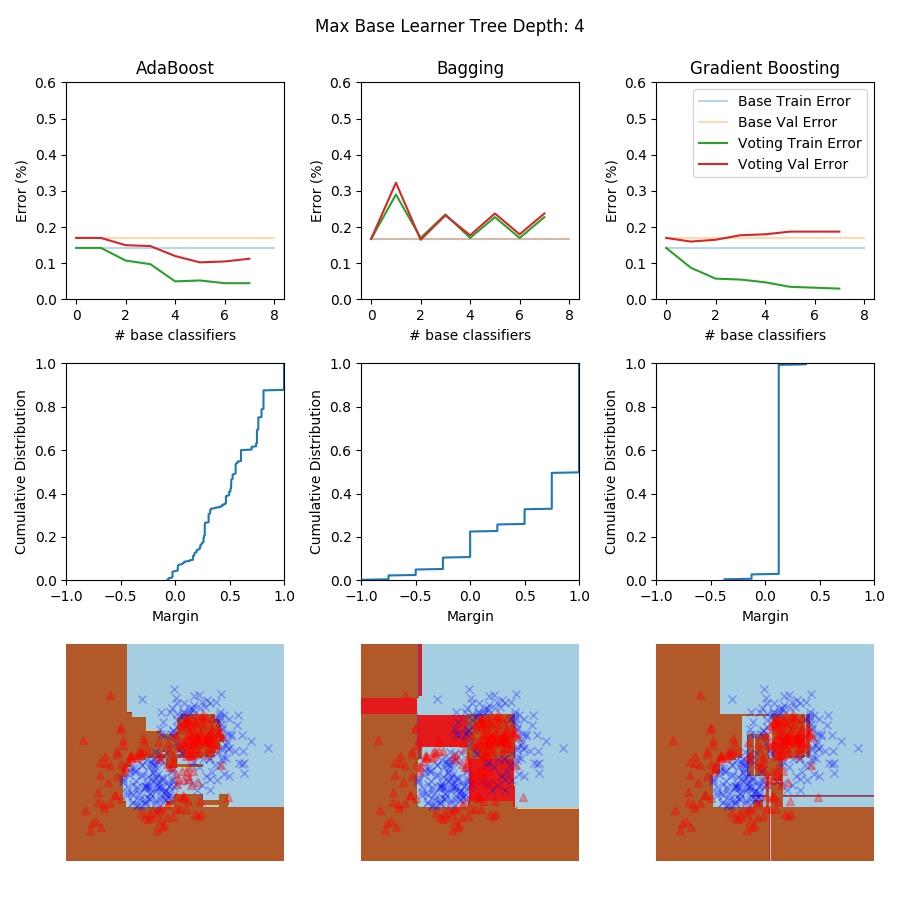 Max Base Learner Tree Depth: 4
AdaBoost
Bagging
Gradient Boosting
0.6
0.5
0.4
0.3
0.2
0.1
0.0
Error (%)
0 2 4 6 8
# base classifiers
0.6
0.5
0.4
0.3
0.2
0.1
0.0
Error (%)
0 2 4 6 8
# base classifiers
0.6
0.5
0.4
0.3
0.2
0.1
0.0
Error (%)
0 2 4 6 8
# base classifiers
Base Train Error
Base Val Error
Voting Train Error
Voting Val Error
1.0
0.8
0.6
0.4
0.2
0.0
Cumulative Distribution
−1.0 −0.5 0.0 0.5 1.0
Margin
1.0
0.8
0.6
0.4
0.2
0.0
Cumulative Distribution
−1.0 −0.5 0.0 0.5 1.0
Margin
1.0
0.8
0.6
0.4
0.2
0.0
Cumulative Distribution
−1.0 −0.5 0.0 0.5 1.0
Margin